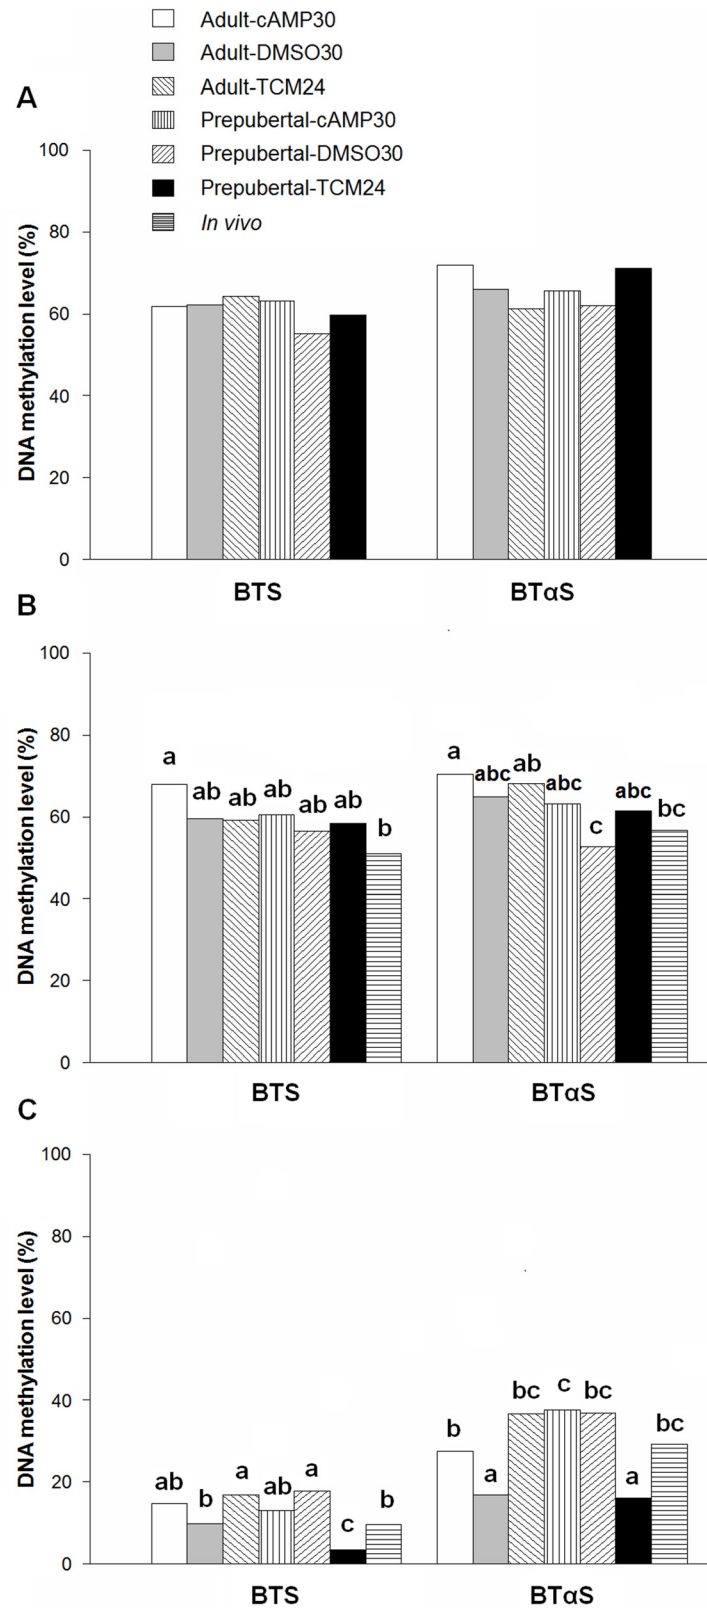 Adult-cAMP30
Adult-DMSO30
Adult-TCM24
Prepubertal-cAMP30
Prepubertal-DMSO30
Prepubertal-TCM24
In vivo
A
DNA methylation level (%)
100
80
60
40
20
0
BTS BTαS
B
DNA methylation level (%)
100
80
60
40
20
0
a ab ab ab ab ab b
a abc ab abc c abc bc
BTS BTαS
C
DNA methylation level (%)
100
80
60
40
20
0
ab b a ab a c b
b a bc c bc a bc
BTS BTαS